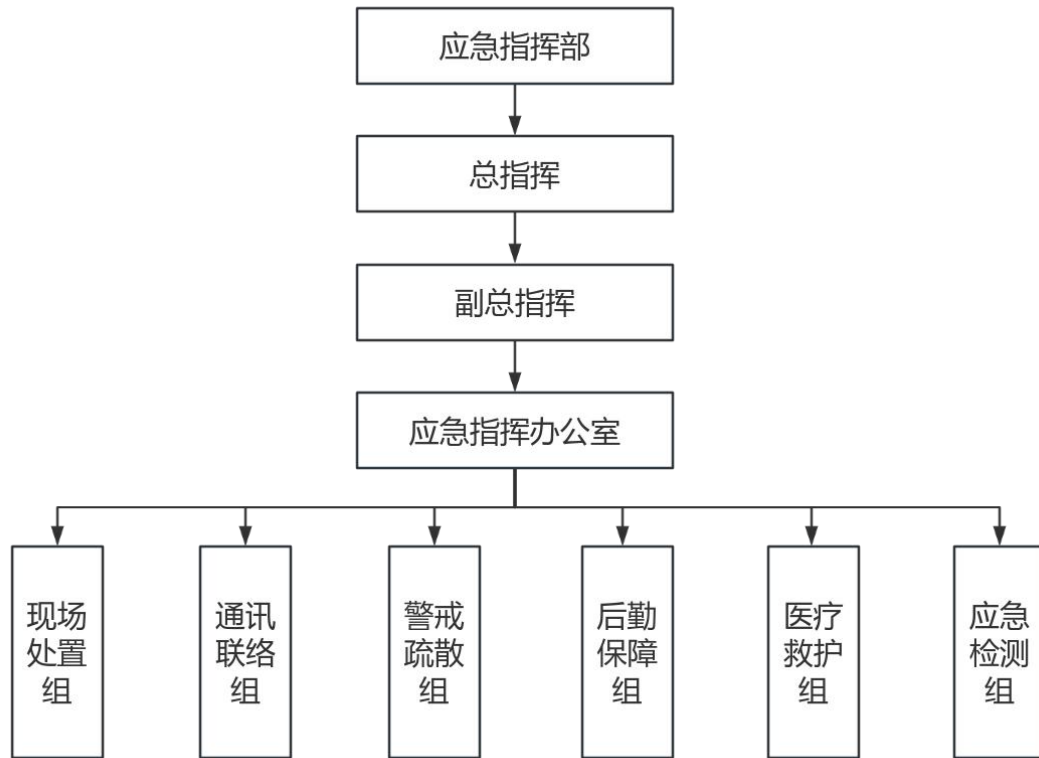 应急指挥部
总指挥
副总指挥
应急指挥办公室
现场
处置
组
通讯
联络
组
警戒
疏散
组
后勤
保障
组
医疗
救护
组
应急
检测
组